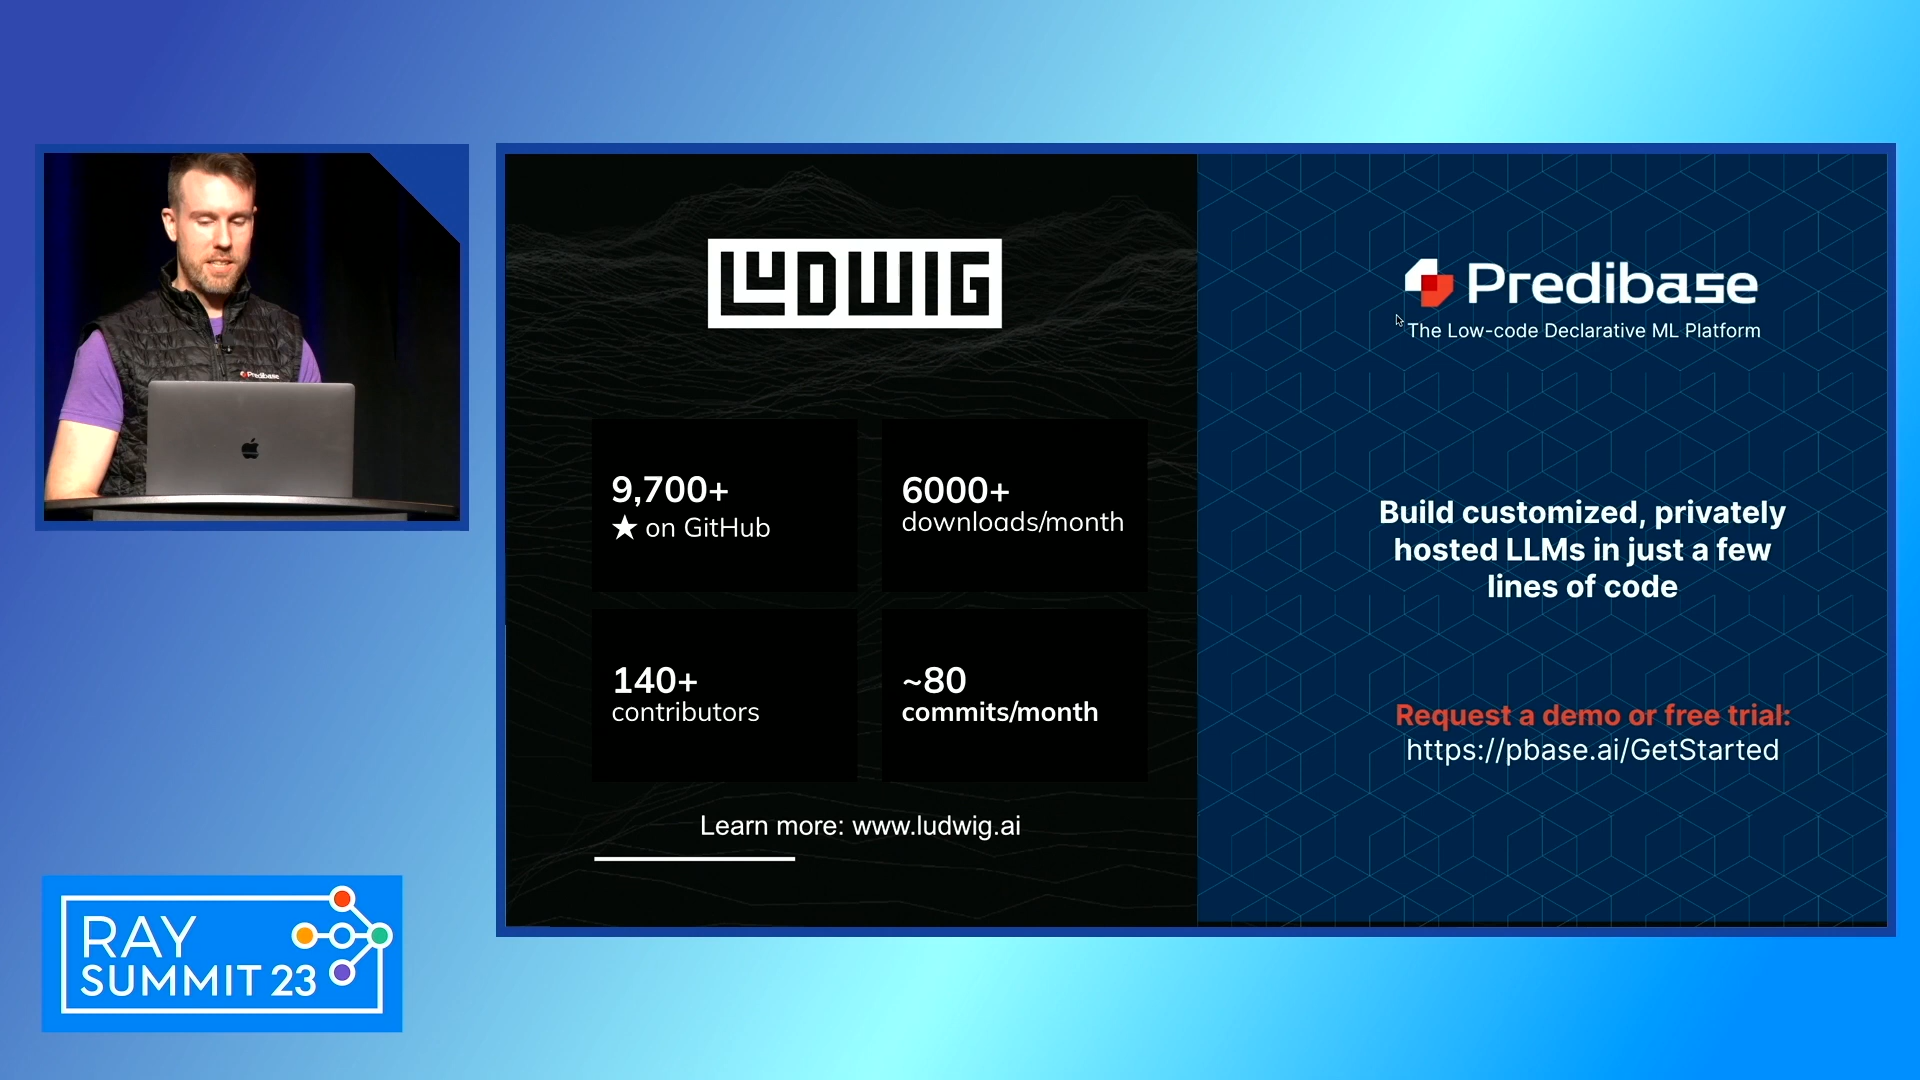 Predibase
LUDWIG
9,700+
★ on GitHub
6000+
downloads/month
140+
contributors
~80
commits/month
Learn more: www.ludwig.ai
Predibase
The Low-code Declarative ML Platform
Build customized, privately
hosted LLMs in just a few
lines of code
Request a demo or free trial:
https://pbase.ai/GetStarted
RAY
SUMMIT 23